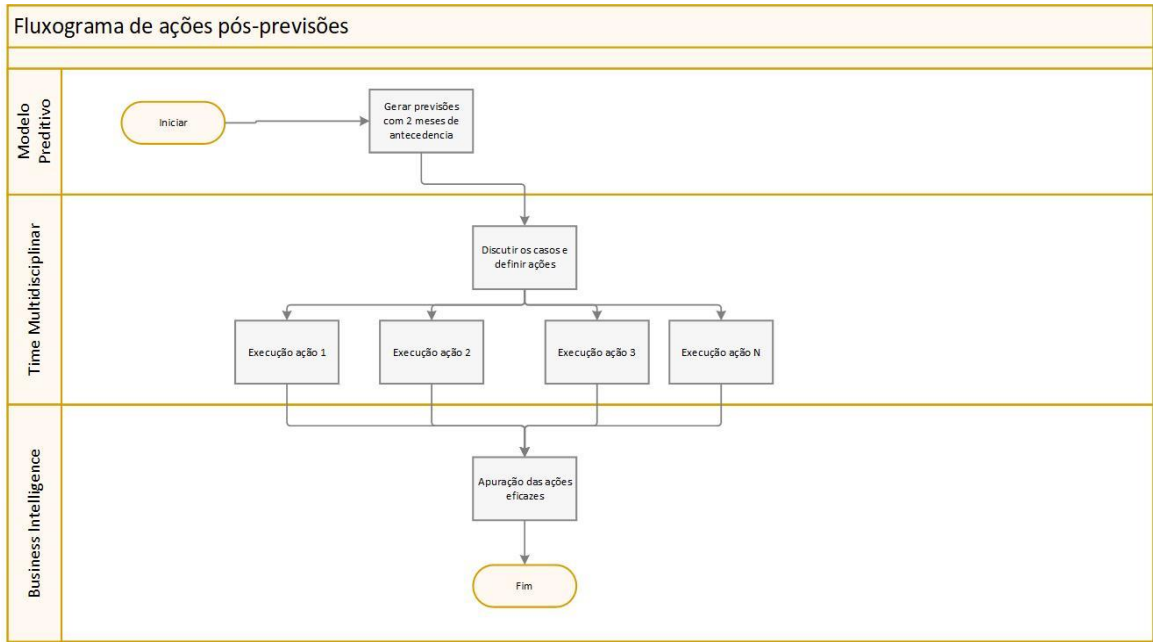 Fluxograma de ações pós-previsões
Modelo
Preditivo
Iniciar
Gerar previsões
com 2 meses de
antecedencia
Time Multidisciplinar
Discutir os casos e
definir ações
Execução ação 1
Execução ação 2
Execução ação 3
Execução ação N
Business Intelligence
Apuração das ações
eficazes
Fim